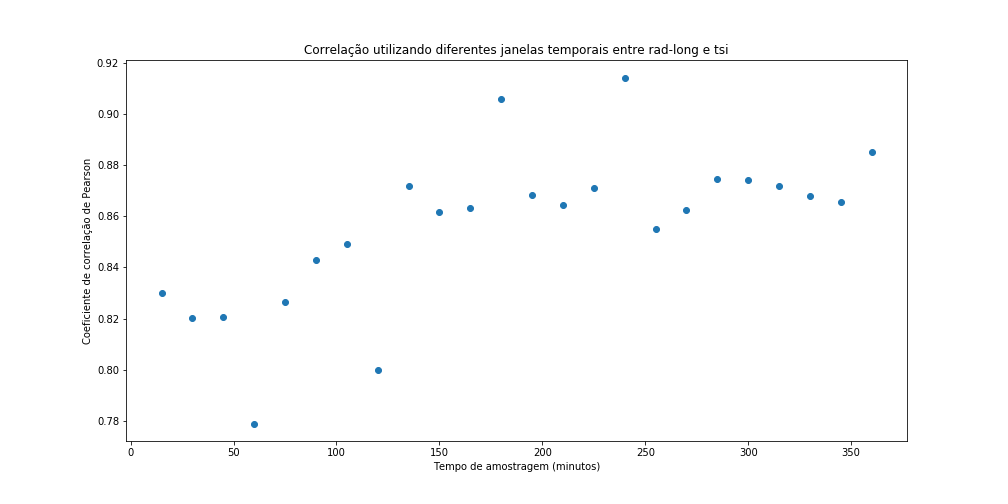 Correlação utilizando diferentes janelas temporais entre rad-long e tsi
Coeficiente de correlação de Pearson
0.92
0.90
0.88
0.86
0.84
0.82
0.80
0.78
0 50 100 150 200 250 300 350
Tempo de amostragem (minutos)